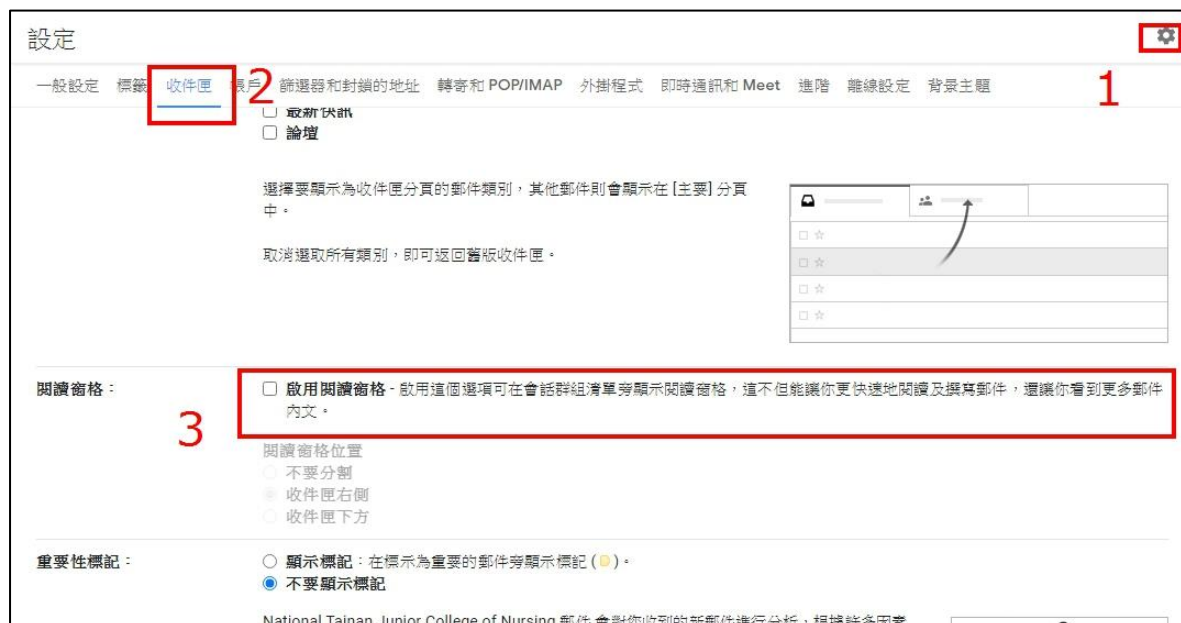 設定
1
一般設定 標籤 收件匣 帳戶 篩選器和封鎖的地址 轉寄和 POP/IMAP 外掛程式 即時通訊和 Meet 進階 離線設定 背景主題
2
最新快訊
論壇
選擇要顯示為收件匣分頁的郵件類別，其他郵件則會顯示在 [主要] 分頁
中。
取消選取所有類別，即可返回舊版收件匣。
閱讀窗格：
啟用閱讀窗格 - 啟用這個選項可在會話群組清單旁顯示閱讀窗格，這不但能讓你更快速地閱讀及撰寫郵件，還讓你看到更多郵件
內文。
3
閱讀窗格位置
不要分割
收件匣右側
收件匣下方
重要性標記：
顯示標記：在標示為重要的郵件旁顯示標記 ( )。
不要顯示標記
National Tainan Junior College of Nursing 郵件 會對你收到的新郵件進行分析，根據許多因素